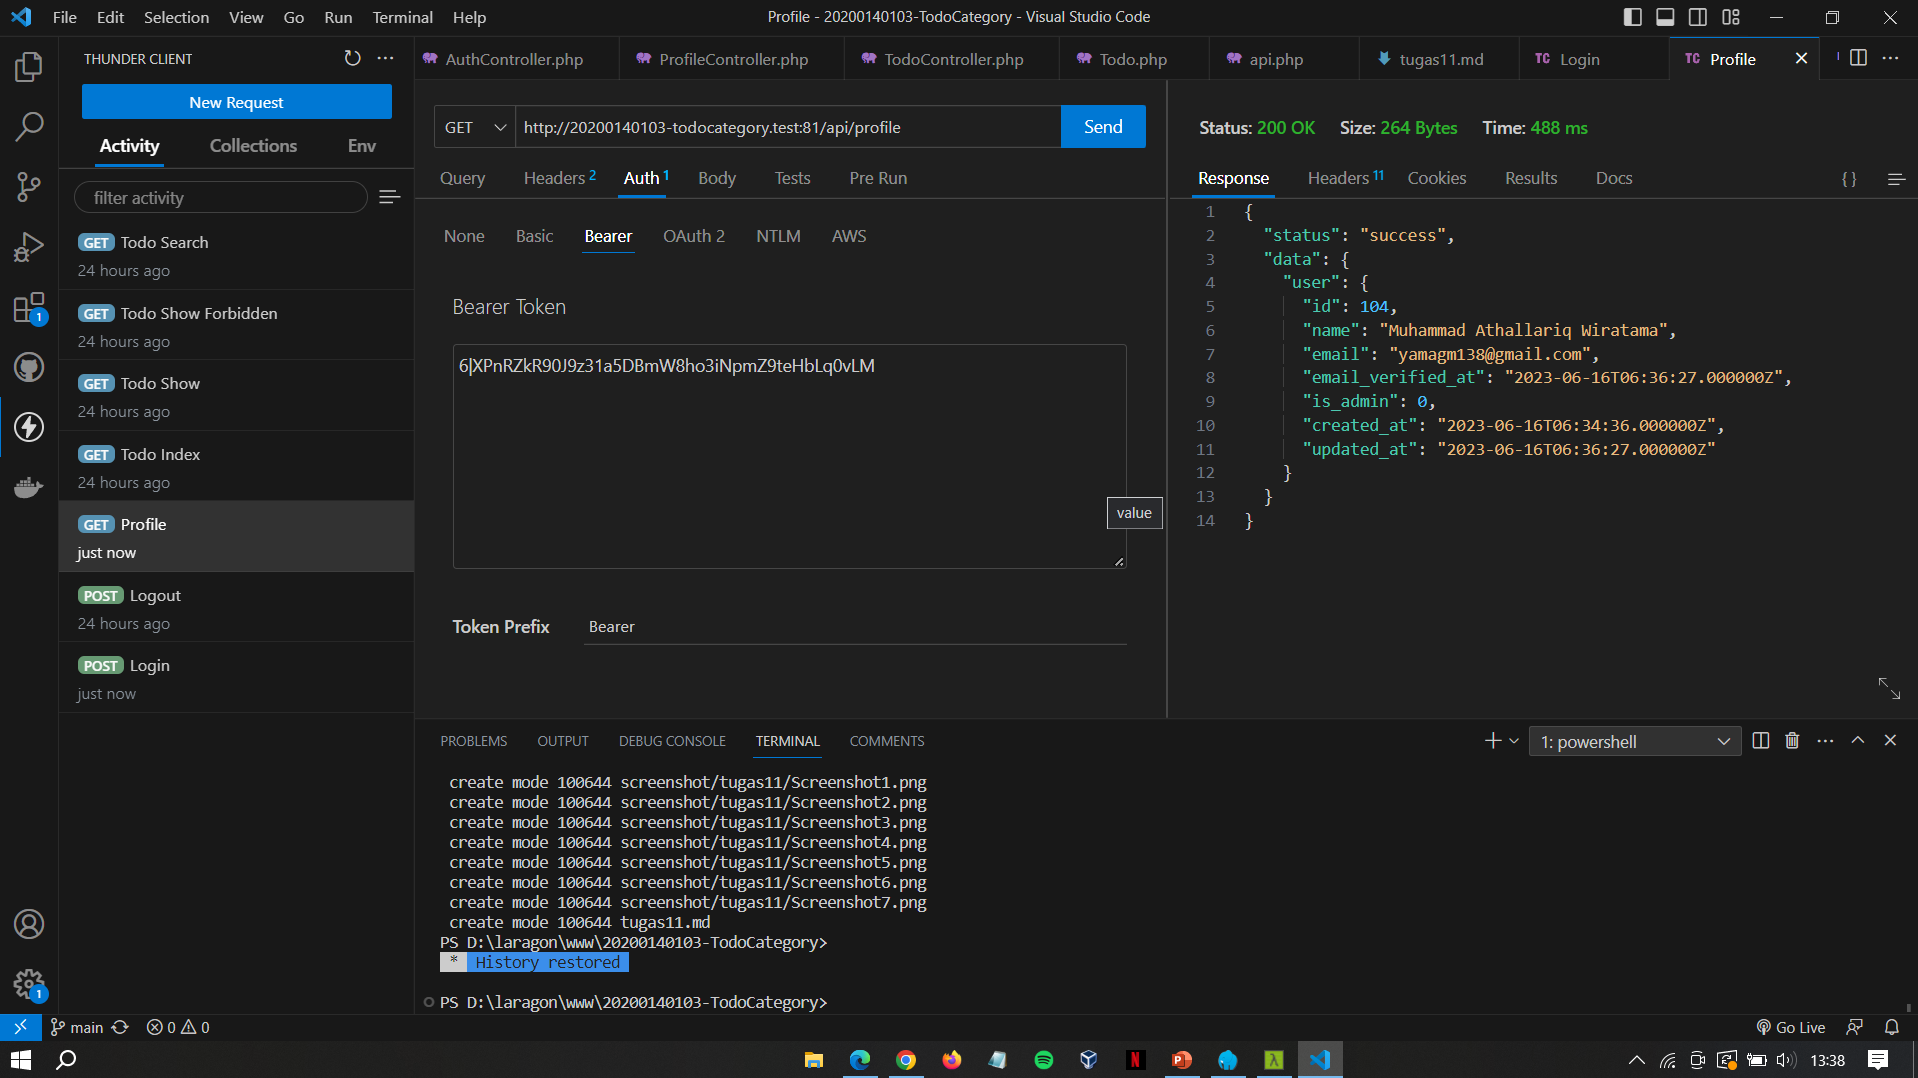 File Edit Selection View Go Run Terminal Help
Profile - 20200140103-TodoCategory - Visual Studio Code
THUNDER CLIENT
New Request
Activity Collections Env
filter activity
GET Todo Search
24 hours ago
GET Todo Show Forbidden
24 hours ago
GET Todo Show
24 hours ago
GET Todo Index
24 hours ago
GET Profile
just now
POST Logout
24 hours ago
POST Login
just now
1
1
AuthController.php ProfileController.php TodoController.php Todo.php api.php tugas11.md TC Login TC Profile
GET http://20200140103-todocategory.test:81/api/profile Send
Query Headers 2 Auth 1 Body Tests Pre Run
None Basic Bearer OAuth 2 NTLM AWS
Bearer Token
6|XPnRZkR90J9z31a5DBmW8ho3iNpmZ9teHbLq0vLM
value
Token Prefix Bearer
Status: 200 OK Size: 264 Bytes Time: 488 ms
Response Headers 11 Cookies Results Docs { }
1 {
2 "status": "success",
3 "data": {
4 "user": {
5 "id": 104,
6 "name": "Muhammad Athallariq Wiratama",
7 "email": "yamagm138@gmail.com",
8 "email_verified_at": "2023-06-16T06:36:27.000000Z",
9 "is_admin": 0,
10 "created_at": "2023-06-16T06:34:36.000000Z",
11 "updated_at": "2023-06-16T06:36:27.000000Z"
12 }
13 }
14 }
PROBLEMS OUTPUT DEBUG CONSOLE TERMINAL COMMENTS
1: powershell
create mode 100644 screenshot/tugas11/Screenshot1.png
create mode 100644 screenshot/tugas11/Screenshot2.png
create mode 100644 screenshot/tugas11/Screenshot3.png
create mode 100644 screenshot/tugas11/Screenshot4.png
create mode 100644 screenshot/tugas11/Screenshot5.png
create mode 100644 screenshot/tugas11/Screenshot6.png
create mode 100644 screenshot/tugas11/Screenshot7.png
create mode 100644 tugas11.md
PS D:\laragon\www\20200140103-TodoCategory>
* History restored
PS D:\laragon\www\20200140103-TodoCategory>
main 0 0
Go Live
13:38